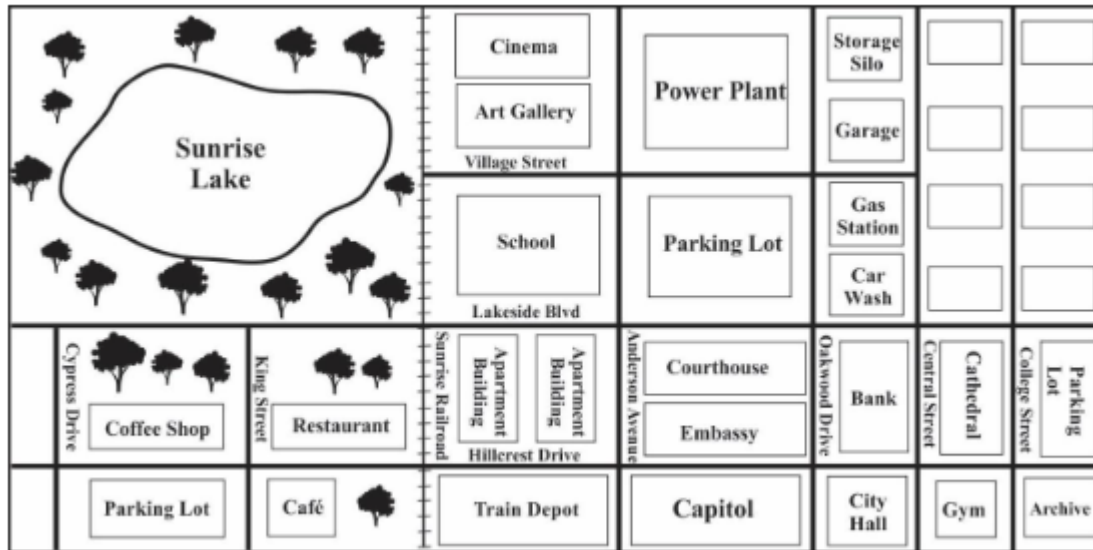 Cinema
Storage
Silo
Power Plant
Art Gallery
Garage
Sunrise
Lake
Village Street
Gas
Station
School
Parking Lot
Car
Wash
Lakeside Blvd
Cypress Drive
King Street
Sunrise Railroad
Apartment
Building
Apartment
Building
Anderson Avenue
Courthouse
Oakwood Drive
Bank
Central Street
Cathedral
College Street
Parking
Lot
Coffee Shop
Restaurant
Embassy
Hillcrest Drive
Parking Lot
Café
Train Depot
Capitol
City
Hall
Gym
Archive